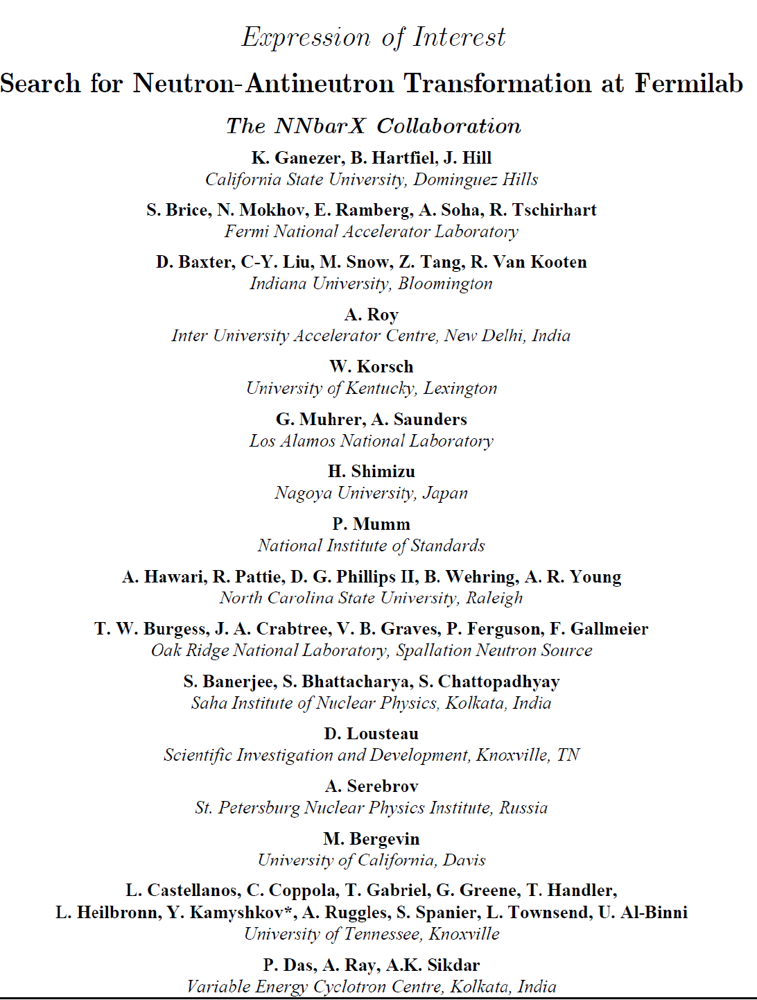 Expression of Interest
Search for Neutron-Antineutron Transformation at Fermilab
The NNbarX Collaboration
K. Ganezer, B. Hartfiel, J. Hill
California State University, Dominguez Hills
S. Brice, N. Mokhov, E. Ramberg, A. Soha, R. Tschirhart
Fermi National Accelerator Laboratory
D. Baxter, C-Y. Liu, M. Snow, Z. Tang, R. Van Kooten
Indiana University, Bloomington
A. Roy
Inter University Accelerator Centre, New Delhi, India
W. Korsch
University of Kentucky, Lexington
G. Muhrer, A. Saunders
Los Alamos National Laboratory
H. Shimizu
Nagoya University, Japan
P. Mumm
National Institute of Standards
A. Hawari, R. Pattie, D. G. Phillips II, B. Wehring, A. R. Young
North Carolina State University, Raleigh
T. W. Burgess, J. A. Crabtree, V. B. Graves, P. Ferguson, F. Gallmeier
Oak Ridge National Laboratory, Spallation Neutron Source
S. Banerjee, S. Bhattacharya, S. Chattopadhyay
Saha Institute of Nuclear Physics, Kolkata, India
D. Lousteau
Scientific Investigation and Development, Knoxville, TN
A. Serebrov
St. Petersburg Nuclear Physics Institute, Russia
M. Bergevin
University of California, Davis
L. Castellanos, C. Coppola, T. Gabriel, G. Greene, T. Handler,
L. Heilbronn, Y. Kamyshkov*, A. Ruggles, S. Spanier, L. Townsend, U. Al-Binni
University of Tennessee, Knoxville
P. Das, A. Ray, A.K. Sikdar
Variable Energy Cyclotron Centre, Kolkata, India